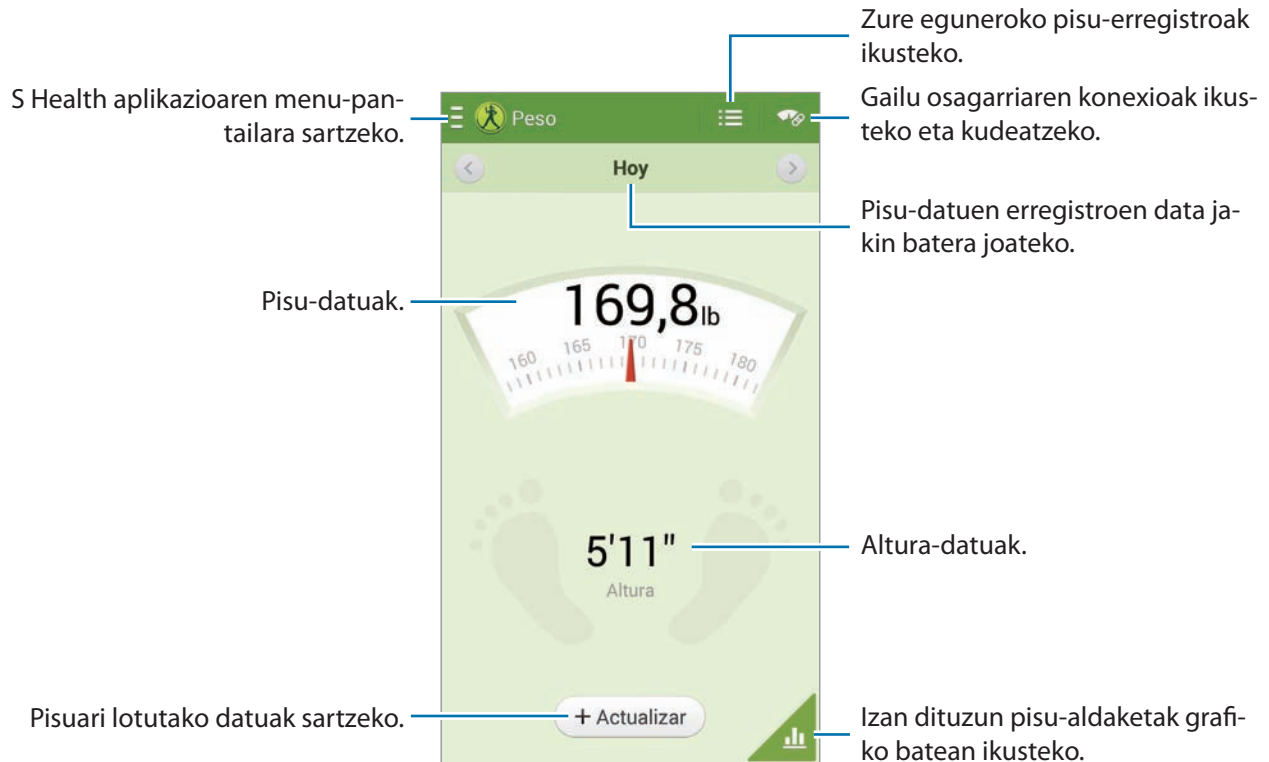 Zure eguneroko pisu-erregistroak
ikusteko.
S Health aplikazioaren menu-pan-
tailara sartzeko.
Gailu osagarriaren konexioak ikus-
teko eta kudeatzeko.
Peso
Hoy
Pisu-datuen erregistroen data ja-
kin batera joateko.
Pisu-datuak.
169,8lb
160 165 170 175 180
5'11"
Altura
Altura-datuak.
Pisuari lotutako datuak sartzeko.
+ Actualizar
Izan dituzun pisu-aldaketak grafi-
ko batean ikusteko.